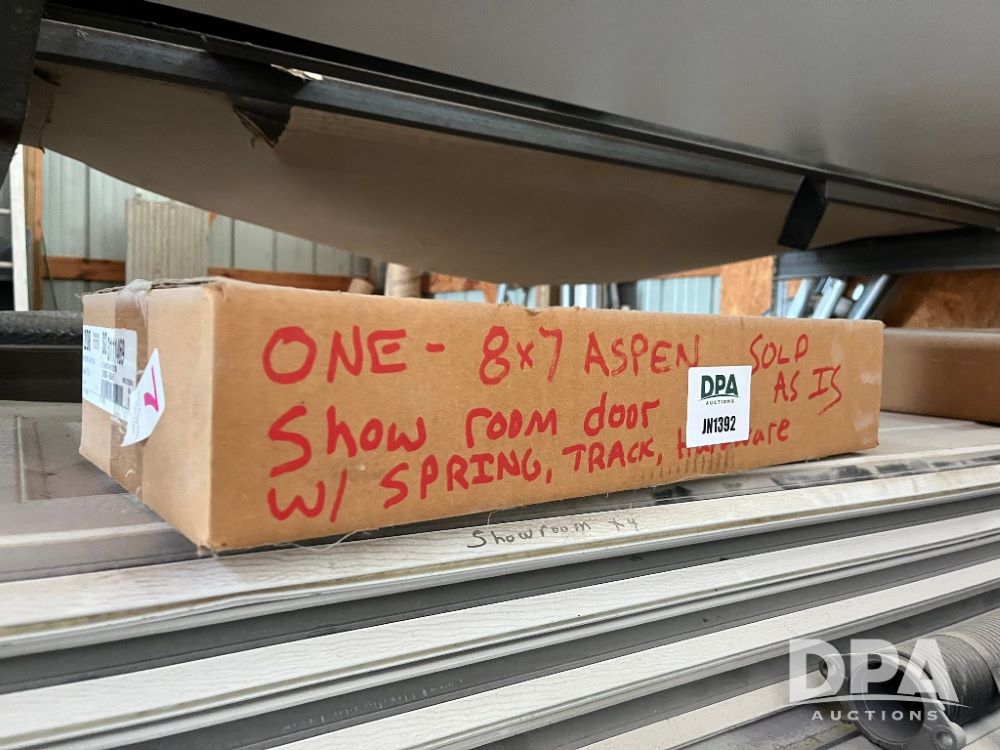 ONE - 8x7 ASPEN SOLD
AS IS
Show room door
W/ SPRING, TRACK, Hardware
DPA
AUCTIONS
JN1392
Showroom
DPA
AUCTIONS